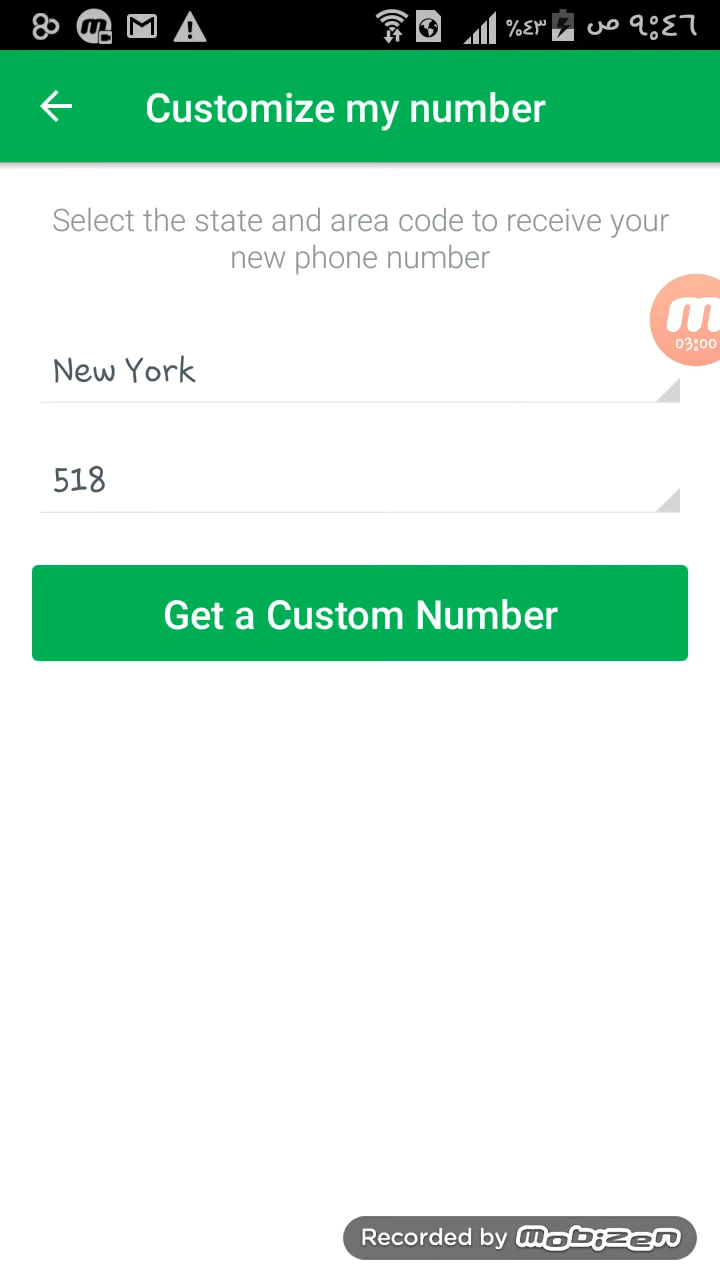 %٤٣ ص ٩:٤٦
Customize my number
Select the state and area code to receive your
new phone number
03:00
New York
518
Get a Custom Number
Recorded by mobizen